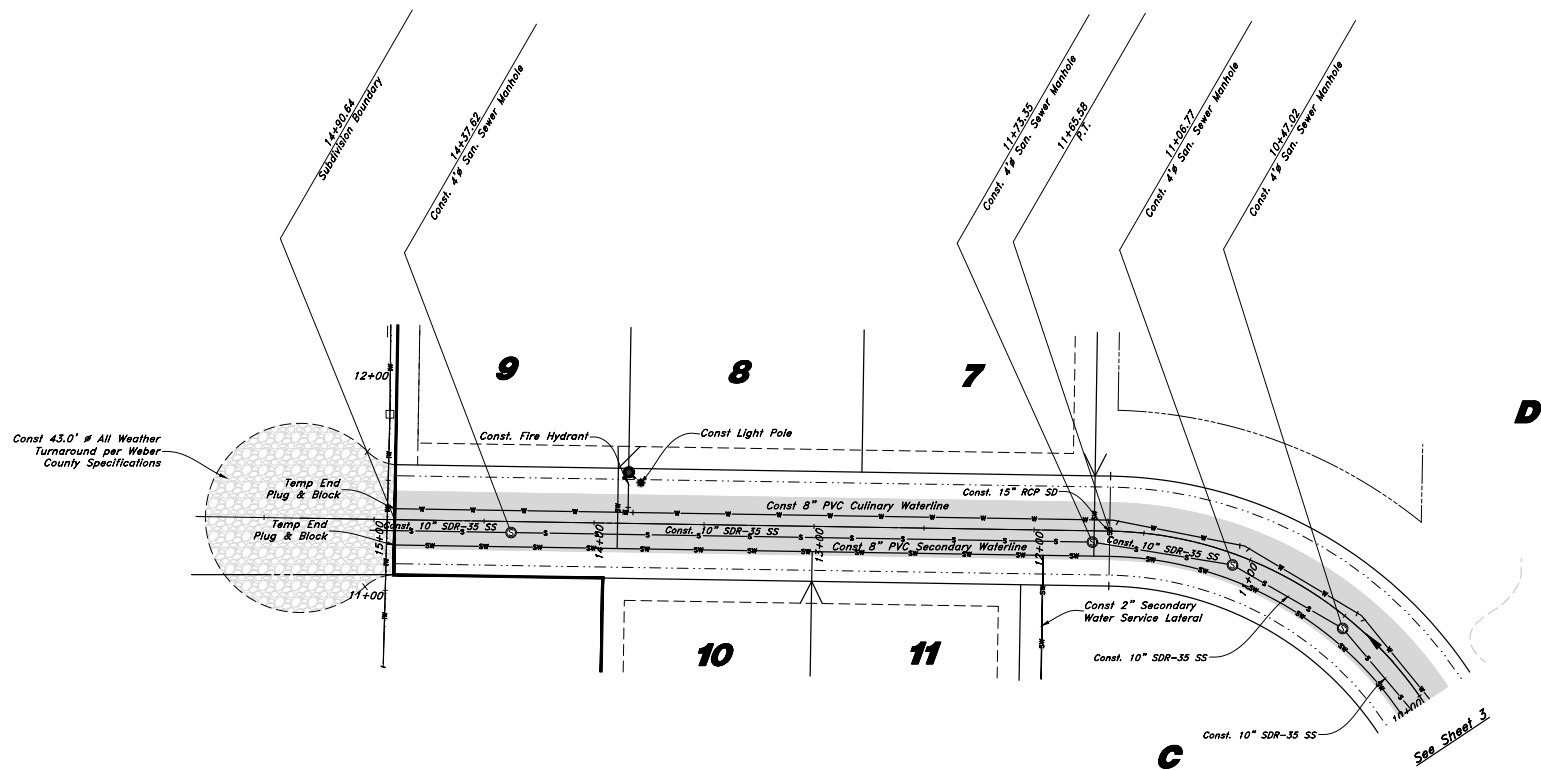 14+90.64
Subdivision Boundary
14+37.62
Const. 4'ø San. Sewer Manhole
11+73.35
Const. 4'ø San. Sewer Manhole
11+65.58
P.T.
11+06.77
Const. 4'ø San. Sewer Manhole
10+47.02
Const. 4'ø San. Sewer Manhole
9
8
7
D
12+00
Const 43.0' ø All Weather
Turnaround per Weber
County Specifications
Const. Fire Hydrant
Const Light Pole
Temp End
Plug & Block
Const. 15" RCP SD
Const 8" PVC Culinary Waterline
Temp End
Plug & Block
15+00
Const. 10" SDR-35 SS
12+00
Const. 10" SDR-35 SS
13+00
Const 8" PVC Secondary Waterline
12+00
Const. 10" SDR-35 SS
11+00
11+00
Const 2" Secondary
Water Service Lateral
10
11
Const. 10" SDR-35 SS
10+00
Const. 10" SDR-35 SS
See Sheet 3
C